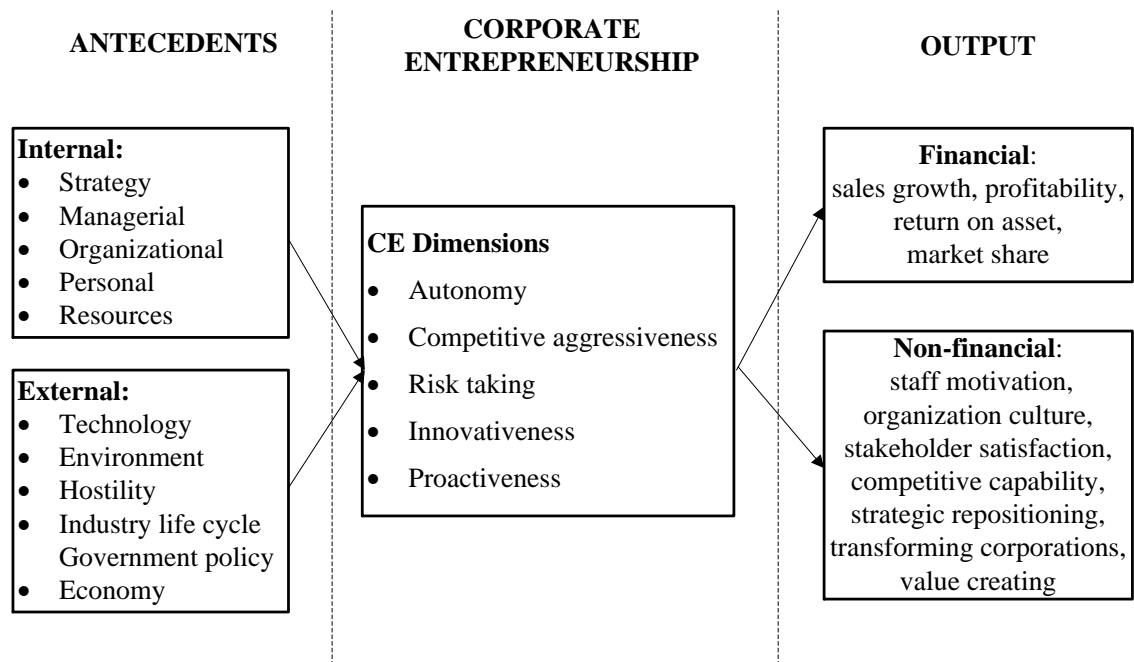 ANTECEDENTS
CORPORATE
ENTREPRENEURSHIP
OUTPUT
Internal:
• Strategy
• Managerial
• Organizational
• Personal
• Resources
External:
• Technology
• Environment
• Hostility
• Industry life cycle
Government policy
• Economy
CE Dimensions
• Autonomy
• Competitive aggressiveness
• Risk taking
• Innovativeness
• Proactiveness
Financial:
sales growth, profitability,
return on asset,
market share
Non-financial:
staff motivation,
organization culture,
stakeholder satisfaction,
competitive capability,
strategic repositioning,
transforming corporations,
value creating